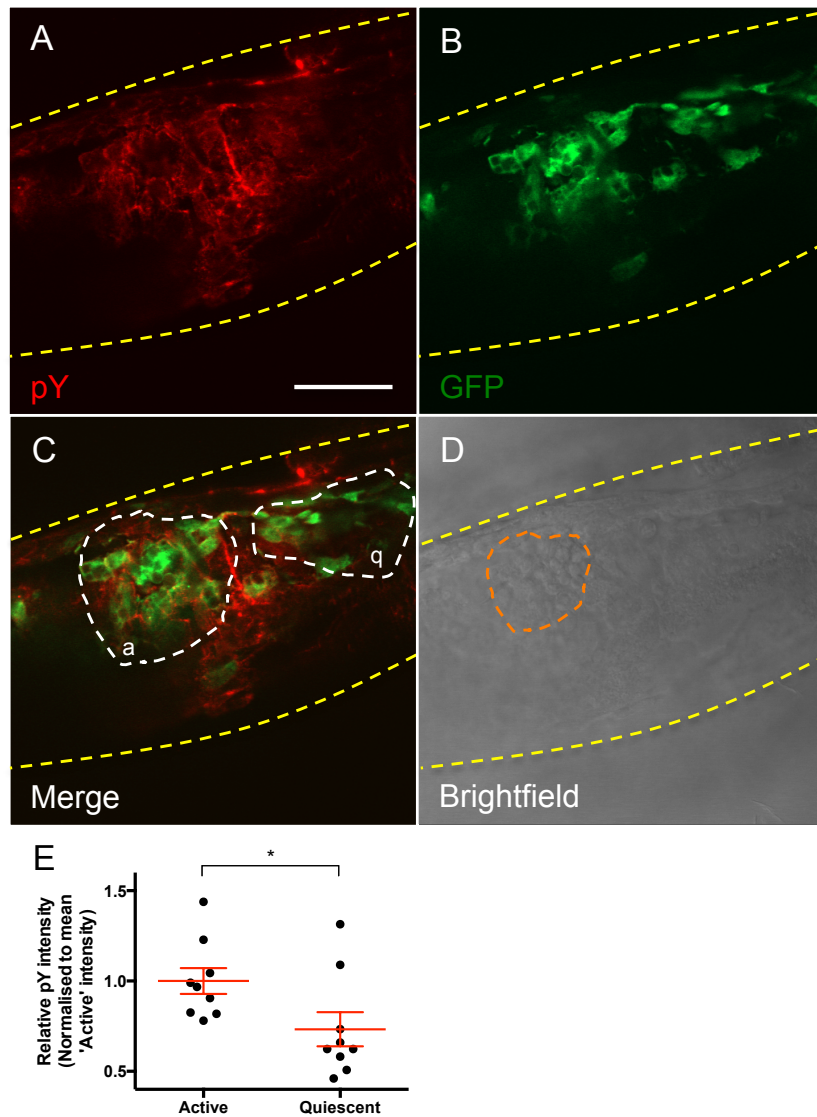 A
B
pY
GFP
C
D
q
a
Merge
Brightfield
E
*
Relative pY intensity
(Normalised to mean
'Active' intensity)
1.5
1.0
0.5
Active
Quiescent